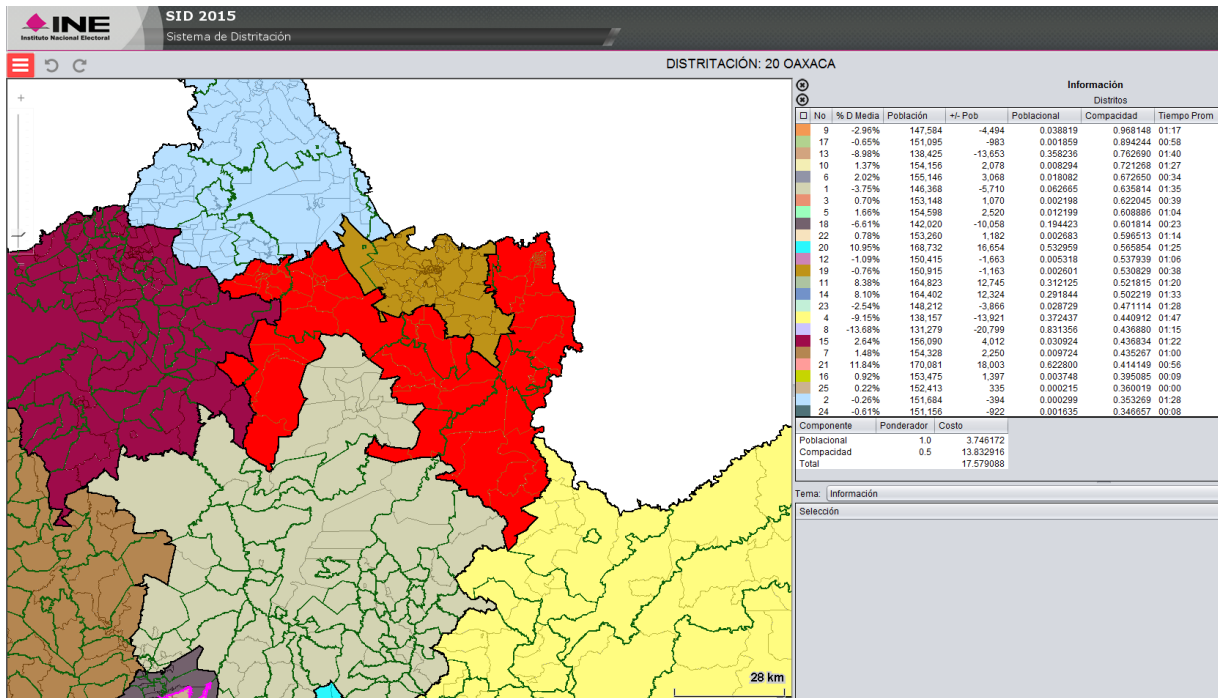 INE
Instituto Nacional Electoral
SID 2015
Sistema de Distritación
DISTRITACIÓN: 20 OAXACA
Información
Distritos
No % D Media Población +/- Pob Poblacional Compacidad Tiempo Prom
9 -2.96% 147,584 -4,494 0.038819 0.968148 01:17
17 -0.65% 151,095 -983 0.001859 0.894244 00:58
13 -8.98% 138,425 -13,653 0.358236 0.762690 01:40
10 1.37% 154,156 2,078 0.008294 0.721268 01:27
6 2.02% 155,146 3,068 0.018082 0.672650 00:34
1 -3.75% 146,368 -5,710 0.062665 0.635814 01:35
3 0.70% 153,148 1,070 0.002198 0.622045 00:39
5 1.66% 154,598 2,520 0.012199 0.608886 01:04
18 -6.61% 142,020 -10,058 0.194423 0.601814 00:23
22 0.78% 153,260 1,182 0.002683 0.596513 01:14
20 10.95% 168,732 16,654 0.532959 0.565854 01:25
12 -1.09% 150,415 -1,663 0.005318 0.537939 01:06
19 -0.76% 150,915 -1,163 0.002601 0.530829 00:38
11 8.38% 164,823 12,745 0.312125 0.521815 01:20
14 8.10% 164,402 12,324 0.291844 0.502219 01:33
23 -2.54% 148,212 -3,866 0.028729 0.471114 01:28
4 -9.15% 138,157 -13,921 0.372437 0.440912 01:47
8 -13.68% 131,279 -20,799 0.831356 0.436880 01:15
15 2.64% 156,090 4,012 0.030924 0.436834 01:22
7 1.48% 154,328 2,250 0.009724 0.435267 01:00
21 11.84% 170,081 18,003 0.622800 0.414149 00:56
16 0.92% 153,475 1,397 0.003748 0.395085 00:09
25 0.22% 152,413 335 0.000215 0.360019 00:00
2 -0.26% 151,684 -394 0.000299 0.353269 01:28
24 -0.61% 151,156 -922 0.001635 0.346657 00:08
Componente Ponderador Costo
Poblacional 1.0 3.746172
Compacidad 0.5 13.832916
Total 17.579088
Tema: Información
Selección
28 km